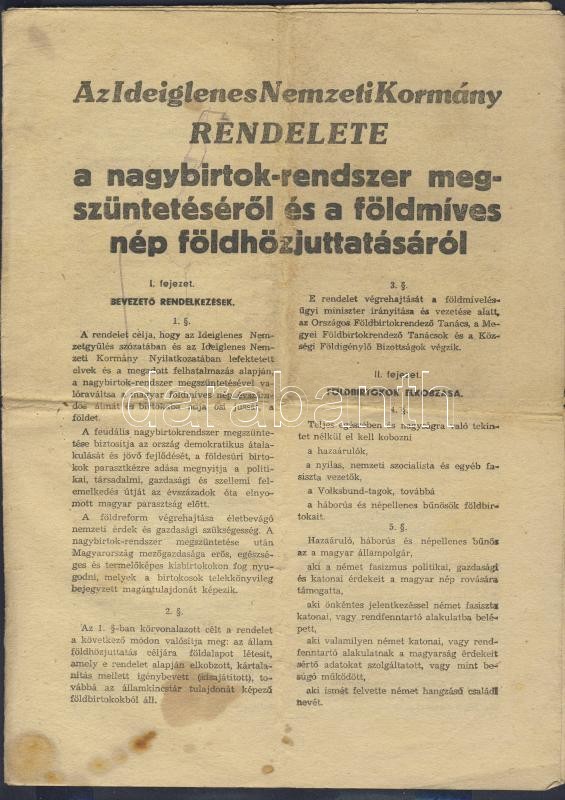 Az Ideiglenes Nemzeti Kormány
RENDELETE
a nagybirtok-rendszer meg-
szüntetéséről és a földmíves
nép földhözjuttatásáról
I. fejezet.
BEVEZETŐ RENDELKEZÉSEK.
1. §.
A rendelet célja, hogy az Ideiglenes Nem-
zetgyűlés szózatában és az Ideiglenes Nem-
zeti Kormány Nyilatkozatában lefektetett
elvek és a megadott felhatalmazás alapján
a nagybirtok-rendszer megszüntetésével va-
lóraváltsa a magyar földmíves nép évszáza-
dos álmát és birtokába adja ősi jussát, a
földet.
A feudális nagybirtokrendszer megszünte-
tése biztosítja az ország demokratikus átala-
kulását és jövő fejlődését, a földesúri birto-
kok parasztkézre adása megnyitja a politi-
kai, társadalmi, gazdasági és szellemi fel-
emelkedés útját az évszázadok óta elnyo-
mott magyar parasztság előtt.
A földreform végrehajtása életbevágó
nemzeti érdek és gazdasági szükségesség. A
nagybirtok-rendszer megszüntetése után
Magyarország mezőgazdasága erős, egészsé-
ges és termelőképes kisbirtokokon fog nyu-
godni, melyek a birtokosok telekkönyvileg
bejegyzett magántulajdonát képezik.
2. §.
Az 1. §-ban körvonalazott célt a rendelet
a következő módon valósítja meg: az állam
földhözjuttatás céljára földalapot létesít,
amely e rendelet alapján elkobzott, kártala-
nítás mellett igénybevett (kisajátított), to-
vábbá az államkincstár tulajdonát képező
földbirtokokból áll.
3. §.
E rendelet végrehajtását a földmívelés-
ügyi miniszter irányítása és vezetése alatt,
az Országos Földbirtokrendező Tanács, a Me-
gyei Földbirtokrendező Tanácsok és a Köz-
ségi Földigénylő Bizottságok végzik.
II. fejezet.
FÖLDBIRTOKOK ELKOBZÁSA.
4. §.
Teljes egészében és nagyságra való tekin-
tet nélkül el kell kobozni
a hazaárulók,
a nyilas, nemzeti szocialista és egyéb fa-
siszta vezetők,
a Volksbund-tagok, továbbá
a háborús és népellenes bűnösök földbir-
tokait.
5. §.
Hazaáruló, háborús és népellenes bűnös
az a magyar állampolgár,
aki a német fasizmus politikai, gazdasági
és katonai érdekeit a magyar nép rovására
támogatta,
aki önkéntes jelentkezéssel német fasiszta
katonai, vagy rendfenntartó alakulatba belé-
pett,
aki valamilyen német katonai, vagy rend-
fenntartó alakulatnak a magyarság érdekeit
sértő adatokat szolgáltatott, vagy mint be-
súgó működött,
aki ismét felvette német hangzású családi
nevét.
darabanth